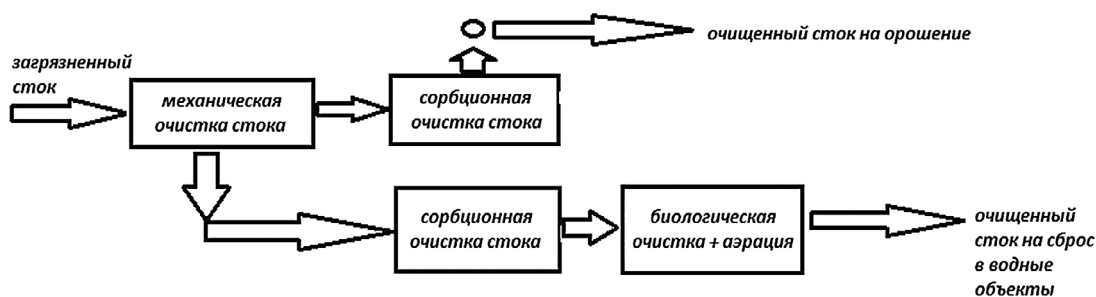 загрязненный
сток
механическая
очистка стока
сорбционная
очистка стока
очищенный сток на орошение
сорбционная
очистка стока
биологическая
очистка + аэрация
очищенный
сток на сброс
в водные
объекты